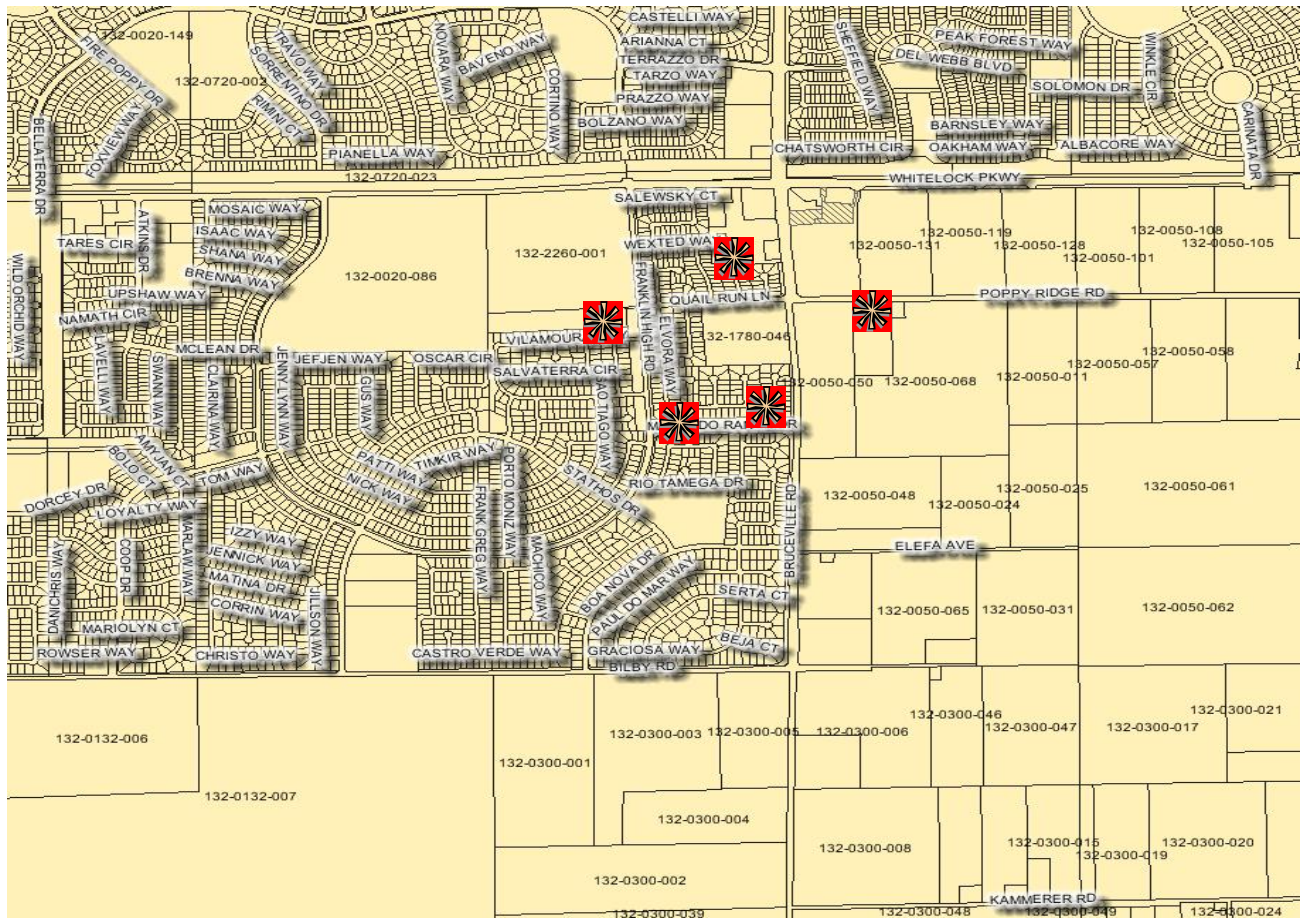 CASTELLI WAY
132-0020-149
FIRE POPPY DR
TRAVO WAY
NOVARA WAY
BAVENO WAY
ARIANNA CT
SHEFFIELD WAY
PEAK FOREST WAY
WINKLE CIR
DEL WEBB BLVD
TERRAZZO DR
TARZO WAY
132-0720-002
SORRENTINO DR
CORTINO WAY
SOLOMON DR
PRAZZO WAY
RIMINI CT
BOLZANO WAY
BARNSLEY WAY
CARINATA DR
BELLATERRA DR
FOXVIEW WA
PIANELLA WAY
CHATSWORTH CIR
OAKHAM WAY
ALBACORE WAY
132-0720-023
WHITELOCK PKWY
SALEWSKY CT
MOSAIC WAY
ATKINS DR
ISAAC WAY
TARES CIR
SHANA WAY
BRENNA WAY
WEXTED WA
132-2260-001
132-0020-086
132-0050-131
132-0050-119
132-0050-128
132-0050-108
132-0050-105
132-0050-101
WILD ORCHID WAY
UPSHAW WAY
NAMATH CIR
FRANKLIN HIGH RD
QUAIL RUN LN
POPPY RIDGE RD
VILAMOURA
ELVORA WAY
132-1780-046
LAVELLI WAY
MCLEAN DR
SWANN WAY
CLAIRINA WAY
JENNYLYNN WAY
JEFJEN WAY
GUS WAY
OSCAR CIR
SALVATERRA CIR
132-0050-058
132-0050-057
132-0050-011
132-0050-050
132-0050-068
TIAGO WAY
AMYJAN CT
BOLO CT
TOM WAY
PATTI WAY
NICK WAY
TIMKIR WAY
PORTO MONIZ WAY
STATHOS DR
RIO TAMEGA DR
DORCEY DR
LOYALTY WAY
MARLAW WAY
FRANK GREG WAY
MACHICO WAY
BRUCEVILLE RD
132-0050-048
132-0050-024
132-0050-025
132-0050-061
IZZY WAY
JENNICK WAY
MATINA DR
CORRIN WAY
JILLSON WAY
DANICHRIS WAY
COOP DR
ELEFA AVE
BOA NOVA DR
PAUL DO MAR WAY
SERTA CT
132-0050-065
132-0050-031
132-0050-062
MARIOLYN CT
ROWSER WAY
CHRISTO WAY
CASTRO VERDE WAY
GRACIOSA WAY
BEJA CT
BILBY RD
132-0132-006
132-0132-007
132-0300-001
132-0300-003
132-0300-005
132-0300-006
132-0300-046
132-0300-047
132-0300-017
132-0300-021
132-0300-004
132-0300-008
132-0300-015
132-0300-019
132-0300-020
132-0300-002
KAMMERER RD
132-0300-039
132-0300-048
132-0300-049
132-0300-024